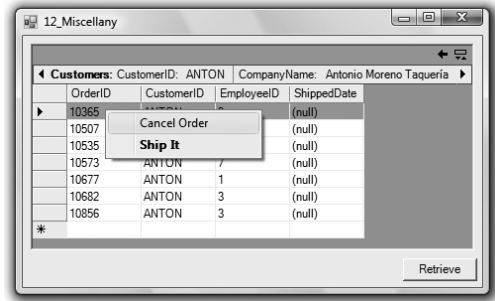 12_Miscellany
Customers: CustomerID: ANTON CompanyName: Antonio Moreno Taquería
OrderID CustomerID EmployeeID ShippedDate
10365 (null)
Cancel Order
10507 (null)
Ship It
10535 (null)
10573 ANTON 7 (null)
10677 ANTON 1 (null)
10682 ANTON 3 (null)
10856 ANTON 3 (null)
Retrieve